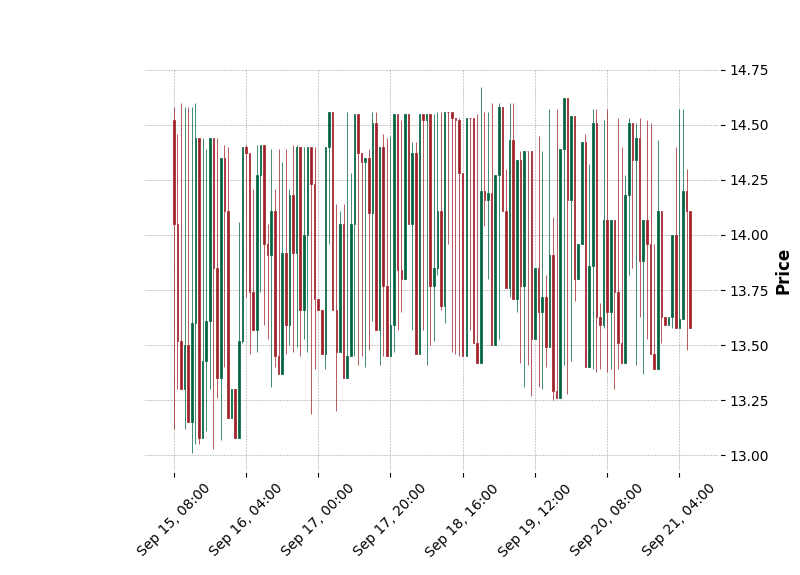 14.75
14.50
14.25
14.00
13.75
13.50
13.25
13.00
Price
Sep 15, 08:00
Sep 16, 04:00
Sep 17, 00:00
Sep 17, 20:00
Sep 18, 16:00
Sep 19, 12:00
Sep 20, 08:00
Sep 21, 04:00